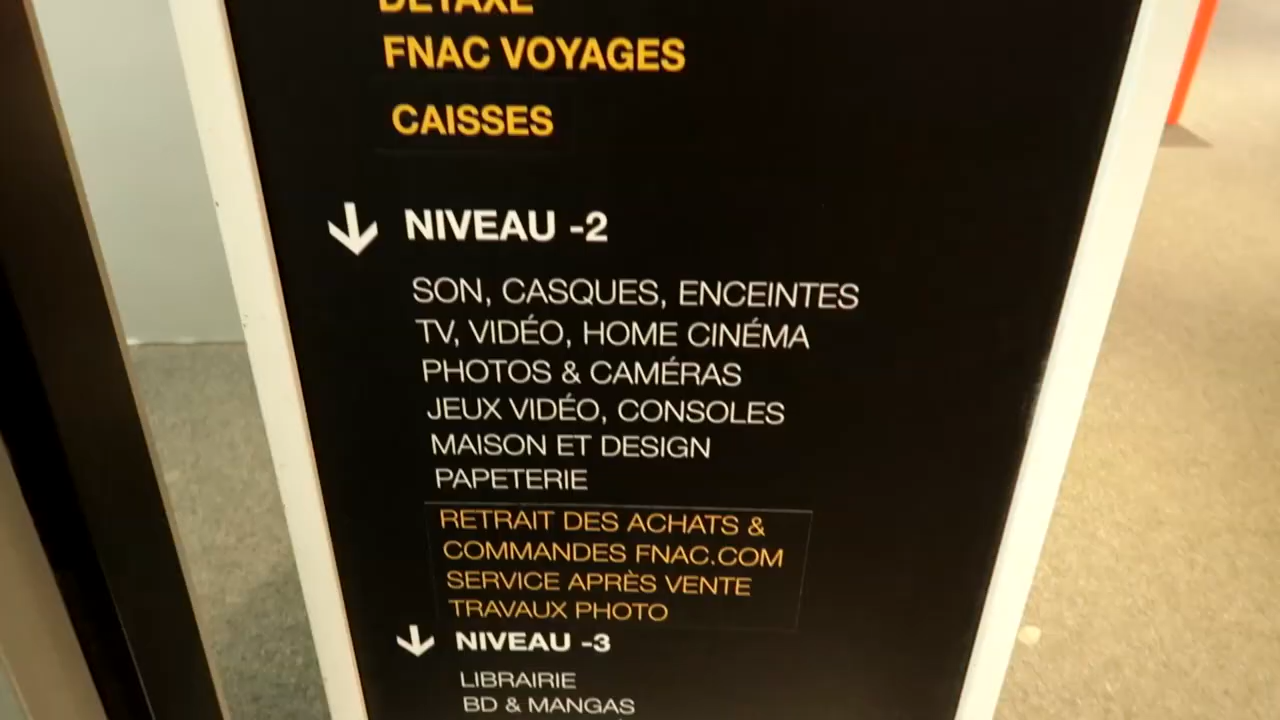 DÉTAXE
FNAC VOYAGES
CAISSES
NIVEAU -2
SON, CASQUES, ENCEINTES
TV, VIDÉO, HOME CINÉMA
PHOTOS & CAMÉRAS
JEUX VIDÉO, CONSOLES
MAISON ET DESIGN
PAPETERIE
RETRAIT DES ACHATS &
COMMANDES FNAC.COM
SERVICE APRÈS VENTE
TRAVAUX PHOTO
NIVEAU -3
LIBRAIRIE
BD & MANGAS